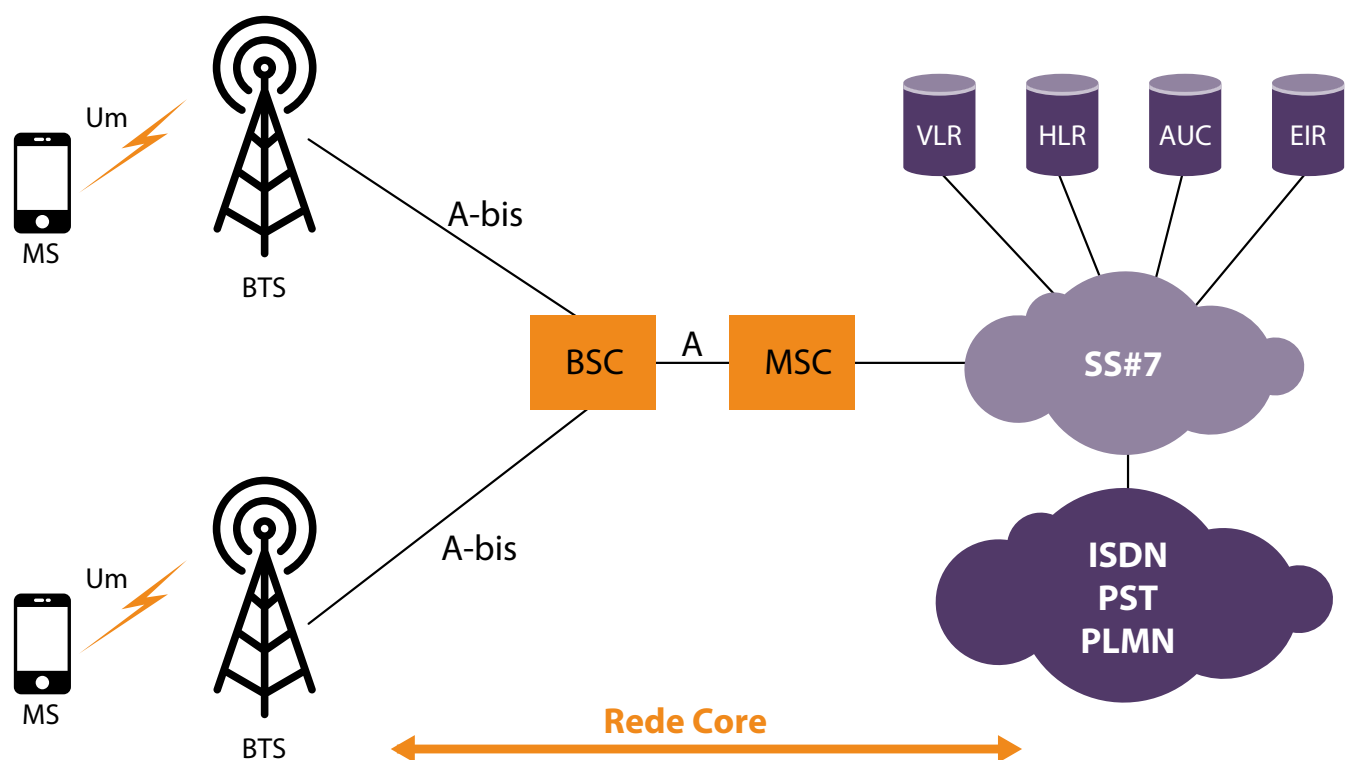 Um
MS
BTS
A-bis
BSC
A
MSC
VLR
HLR
AUC
EIR
SS#7
Um
MS
BTS
A-bis
ISDN
PST
PLMN
Rede Core